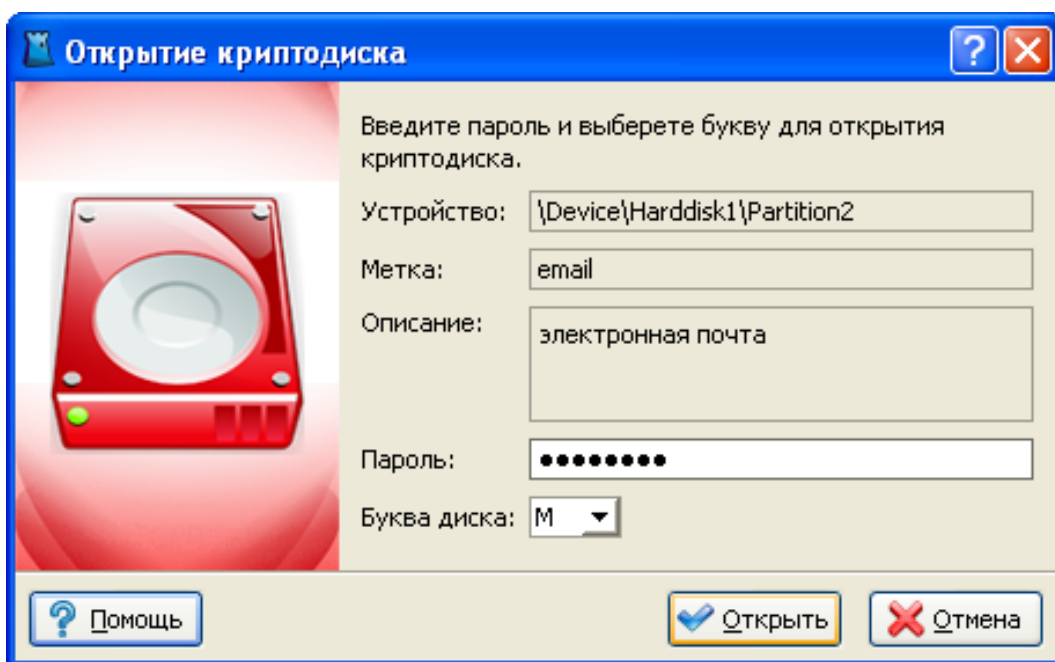 Открытие криптодиска
Введите пароль и выберете букву для открытия
криптодиска.
Устройство: \Device\Harddisk1\Partition2
Метка: email
Описание: электронная почта
Пароль: ●●●●●●●●
Буква диска: M
Помощь Открыть Отмена